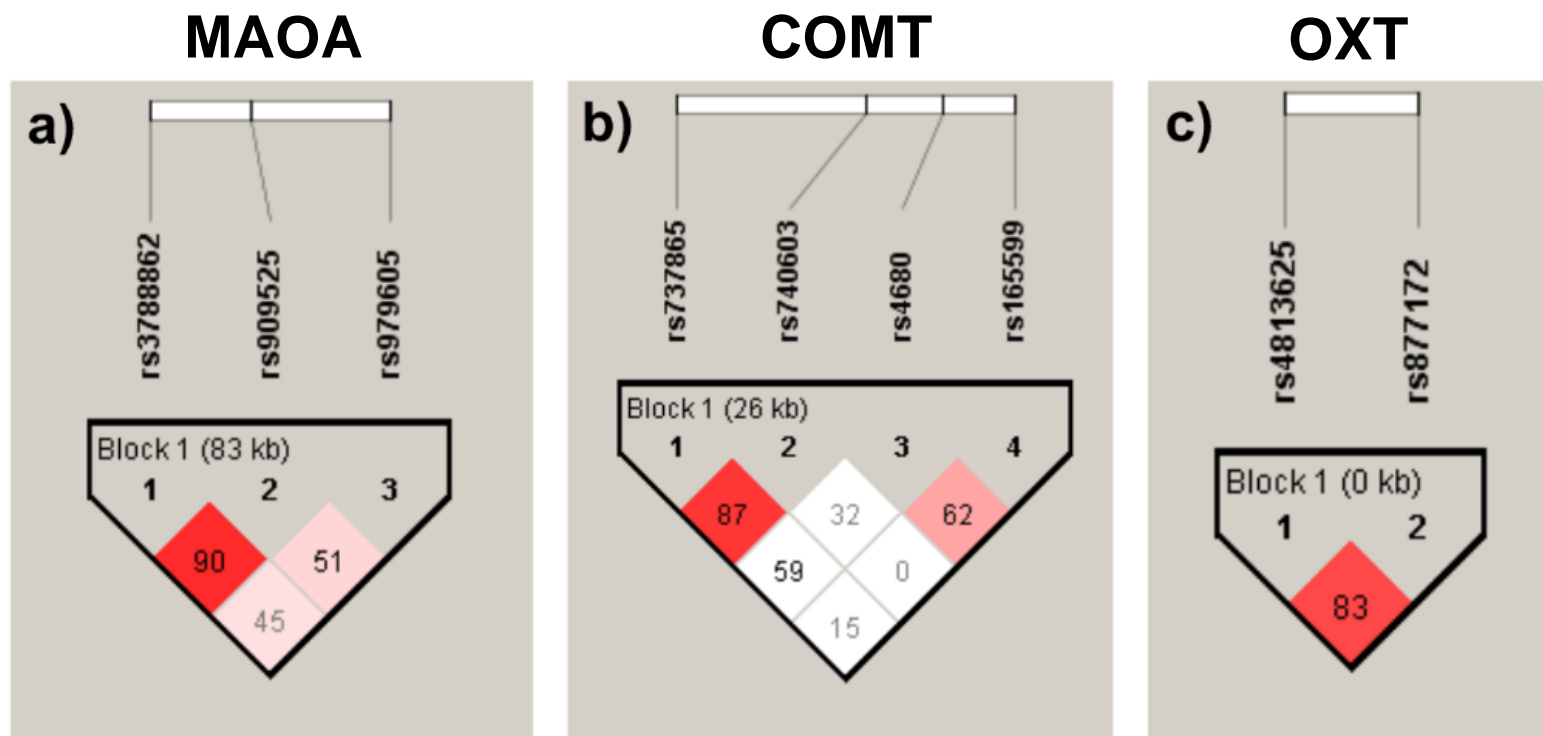 MAOA
a)
rs3788862
rs909525
rs979605
Block 1 (83 kb)
1 2 3
90 51
45
COMT
b)
rs737865
rs740603
rs4680
rs165599
Block 1 (26 kb)
1 2 3 4
87 32 62
59 0
15
OXT
c)
rs4813625
rs877172
Block 1 (0 kb)
1 2
83